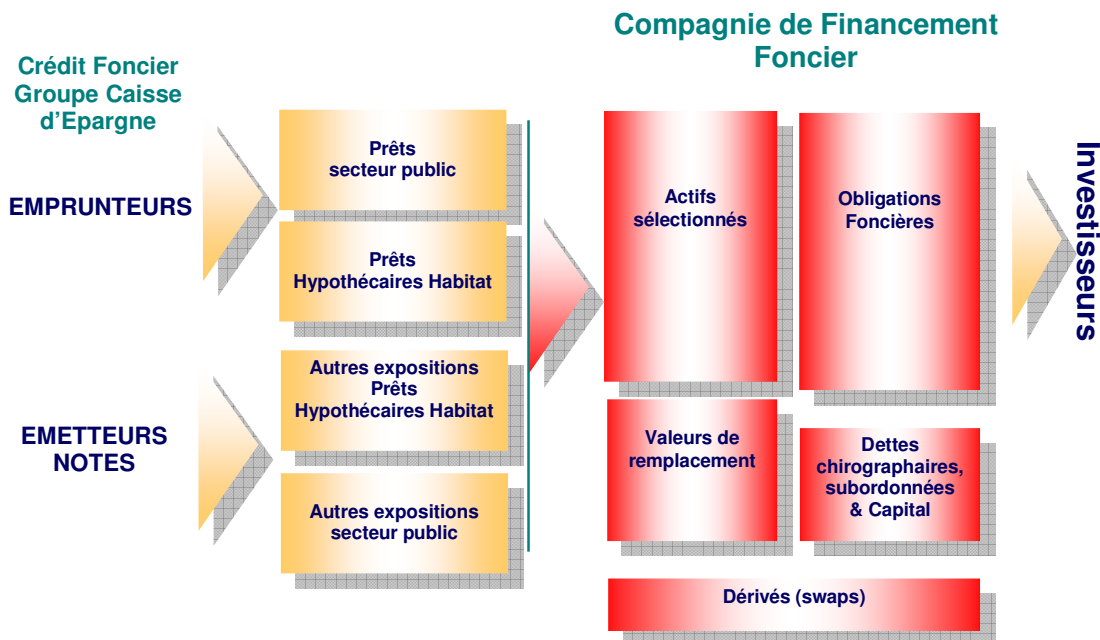 Compagnie de Financement
Foncier
Crédit Foncier
Groupe Caisse
d'Epargne
EMPRUNTEURS
Prêts
secteur public
Prêts
Hypothécaires Habitat
EMETTEURS
NOTES
Autres expositions
Prêts
Hypothécaires Habitat
Autres expositions
secteur public
Actifs
sélectionnés
Obligations
Foncières
Valeurs de
remplacement
Dettes
chirographaires,
subordonnées
& Capital
Dérivés (swaps)
Investisseurs